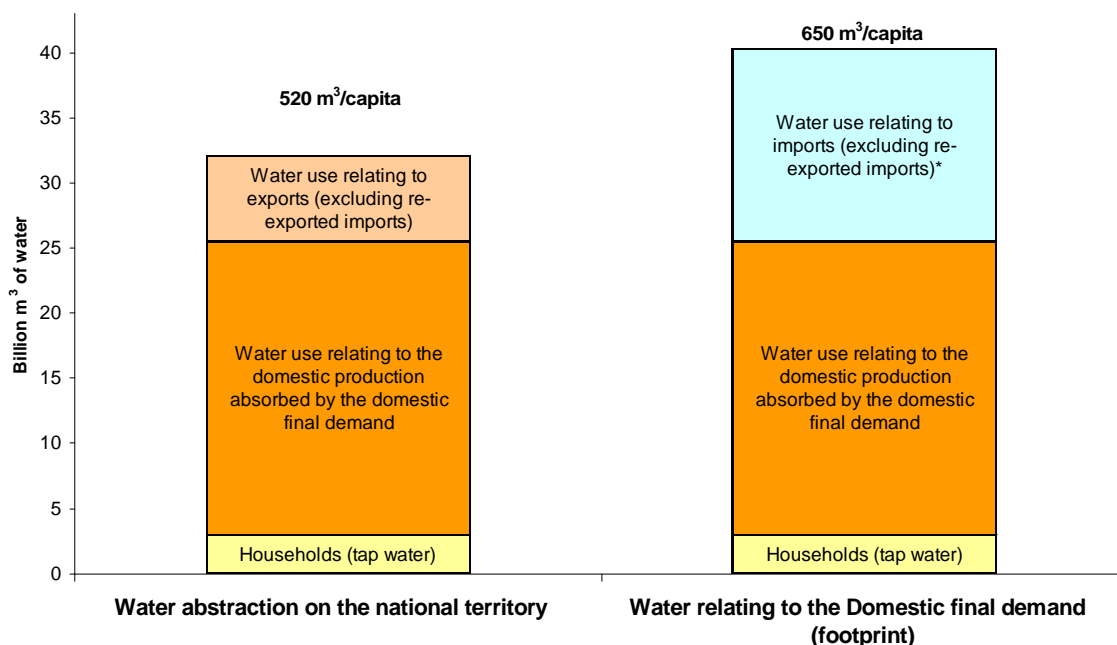 650 m³/capita
520 m³/capita
Billion m³ of water
40
35
30
25
20
15
10
5
0
Water use relating to
exports (excluding re-
exported imports)
Water use relating to the
domestic production
absorbed by the domestic
final demand
Households (tap water)
Water use relating to
imports (excluding re-
exported imports)*
Water use relating to the
domestic production
absorbed by the domestic
final demand
Households (tap water)
Water abstraction on the national territory
Water relating to the Domestic final demand
(footprint)